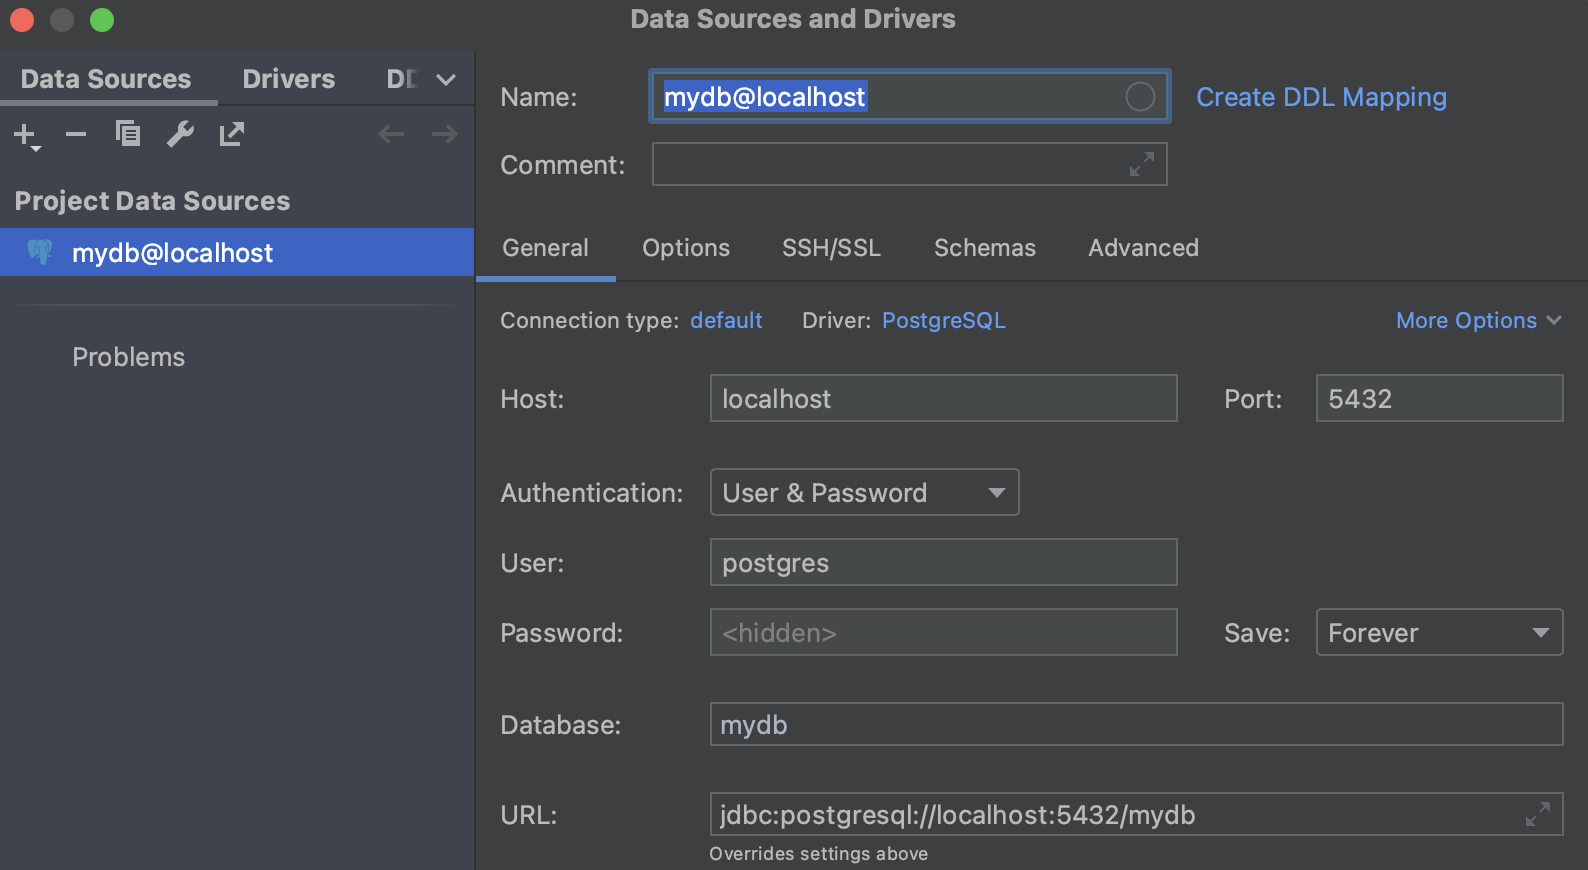 Data Sources and Drivers
Data Sources Drivers
Name: mydb@localhost Create DDL Mapping
Comment:
Project Data Sources
mydb@localhost
Problems
General Options SSH/SSL Schemas Advanced
Connection type: default Driver: PostgreSQL More Options
Host: localhost Port: 5432
Authentication: User & Password
User: postgres
Password: <hidden> Save: Forever
Database: mydb
URL: jdbc:postgresql://localhost:5432/mydb
Overrides settings above